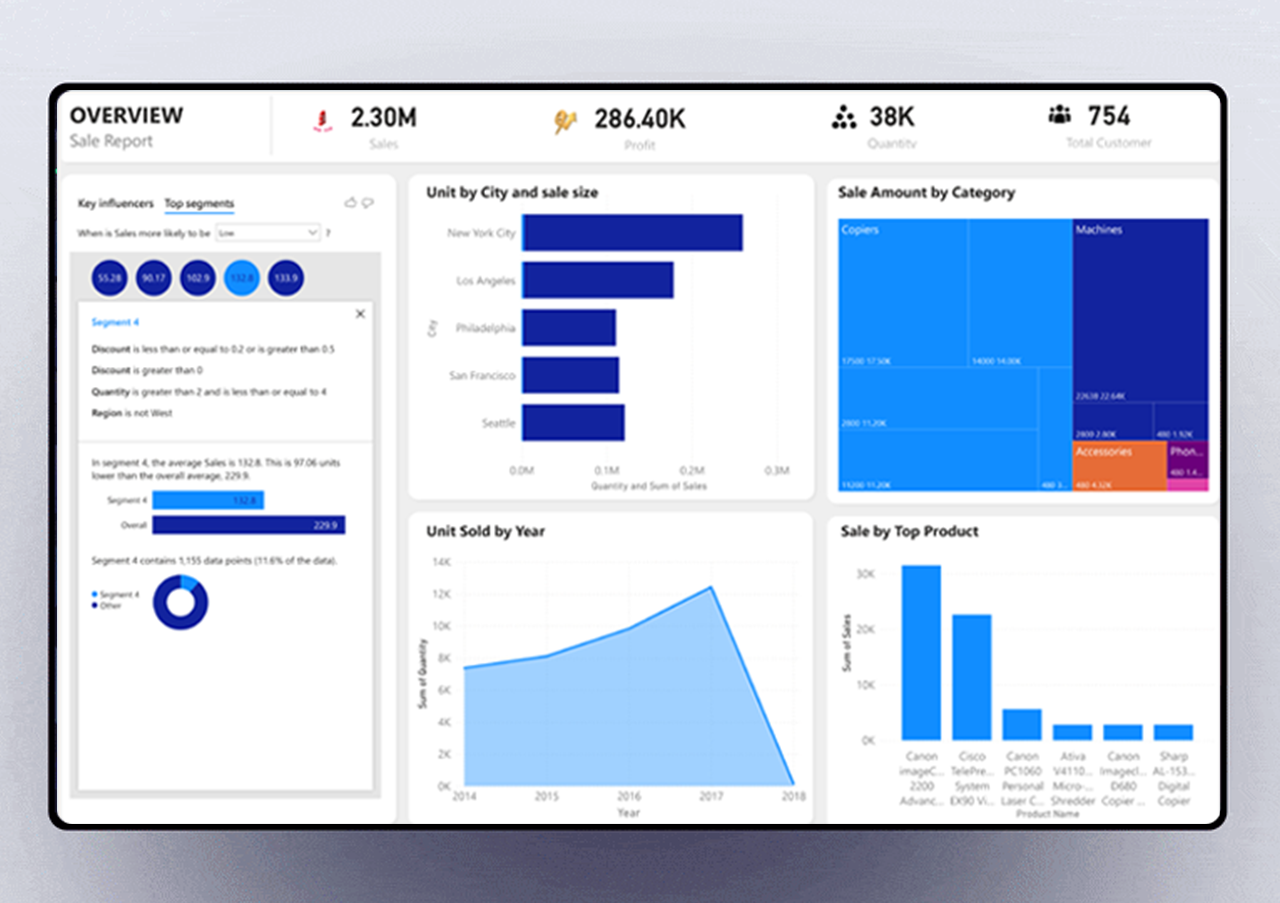 OVERVIEW
Sale Report
2.30M
Sales
286.40K
Profit
38K
Quantity
754
Total Customer
Key influencers Top segments
When is Sales more likely to be Low ?
55.28 90.17 102.9 132.8 133.9
Segment 4
Discount is less than or equal to 0.2 or is greater than 0.5
Discount is greater than 0
Quantity is greater than 2 and is less than or equal to 4
Region is not West
In segment 4, the average Sales is 132.8. This is 97.06 units
lower than the overall average, 229.9.
Segment 4 132.8
Overall 229.9
Segment 4 contains 1,155 data points (11.6% of the data).
Segment 4
Other
Unit by City and sale size
City
New York City
Los Angeles
Philadelphia
San Francisco
Seattle
0.0M 0.1M 0.2M 0.3M
Quantity and Sum of Sales
Sale Amount by Category
Copiers
17500 17.50K
14000 14.00K
2800 11.20K
11.20K
480 3...
Machines
22638 22.64K
2800 2.80K
480 1.92K
Accessories
480 4.32K
Phon...
480 1.4...
Unit Sold by Year
Sum of Quantity
14K
12K
10K
8K
6K
4K
2K
0K
2014 2015 2016 2017 2018
Year
Sale by Top Product
Sum of Sales
30K
20K
10K
0K
Canon
imageC...
2200
Advanc...
Cisco
TelePre...
System
EX90 Vi...
Canon
PC1060
Personal
Laser C...
Ativa
V4110...
Micro-...
Shredder
Canon
Imagecl...
D680
Copier ...
Sharp
AL-153...
Digital
Copier
Product Name